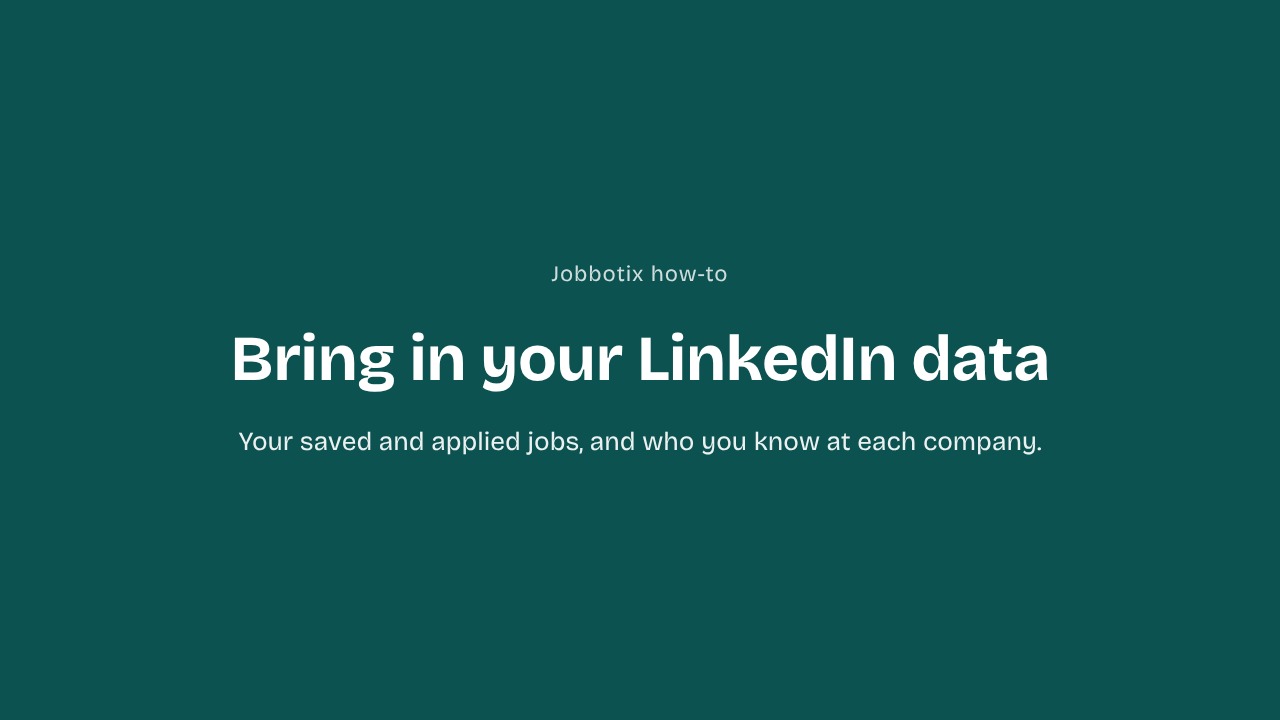 Jobbotix how-to
Bring in your LinkedIn data
Your saved and applied jobs, and who you know at each company.